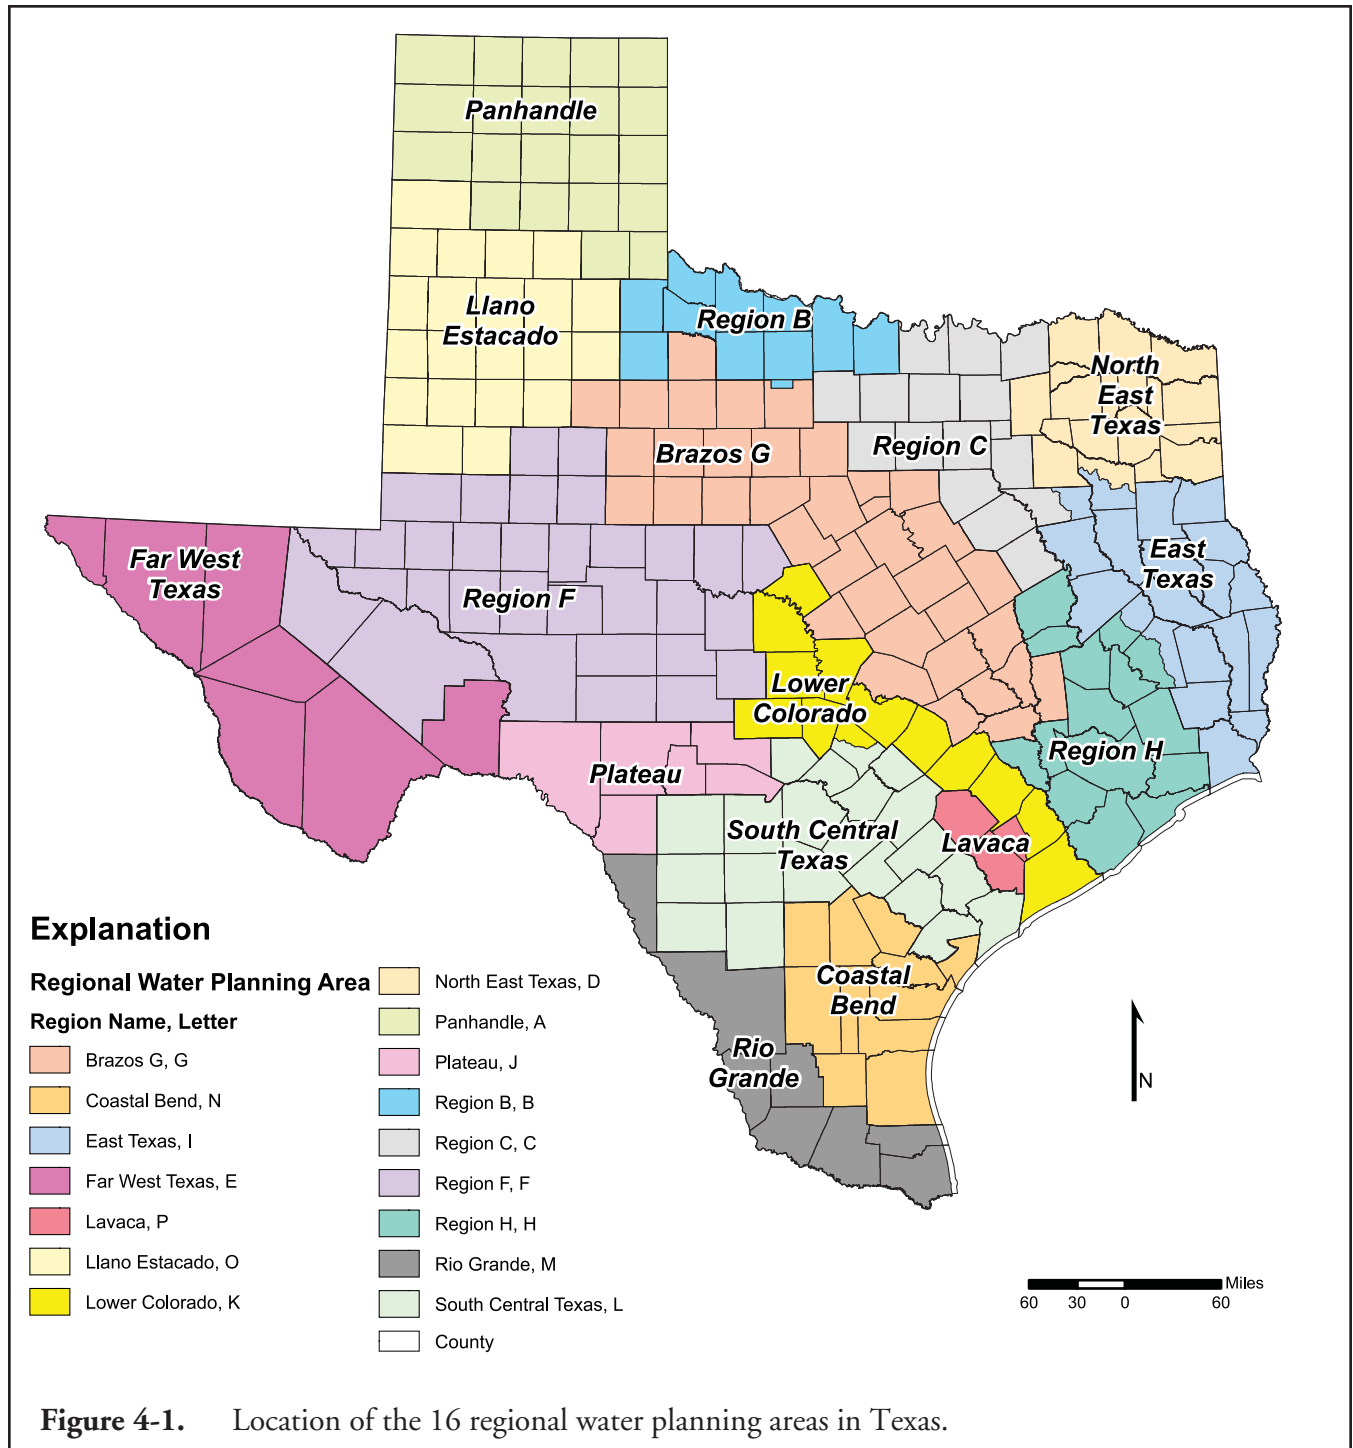 Panhandle
Llano
Estacado
Region B
North
East
Texas
Brazos G
Region C
Far West
Texas
Region F
East
Texas
Lower
Colorado
Region H
Plateau
South Central
Texas
Lavaca
Coastal
Bend
Rio
Grande
Explanation
Regional Water Planning Area
Region Name, Letter
Brazos G, G
Coastal Bend, N
East Texas, I
Far West Texas, E
Lavaca, P
Llano Estacado, O
Lower Colorado, K
North East Texas, D
Panhandle, A
Plateau, J
Region B, B
Region C, C
Region F, F
Region H, H
Rio Grande, M
South Central Texas, L
County
N
Miles
60 30 0 60
Figure 4-1. Location of the 16 regional water planning areas in Texas.